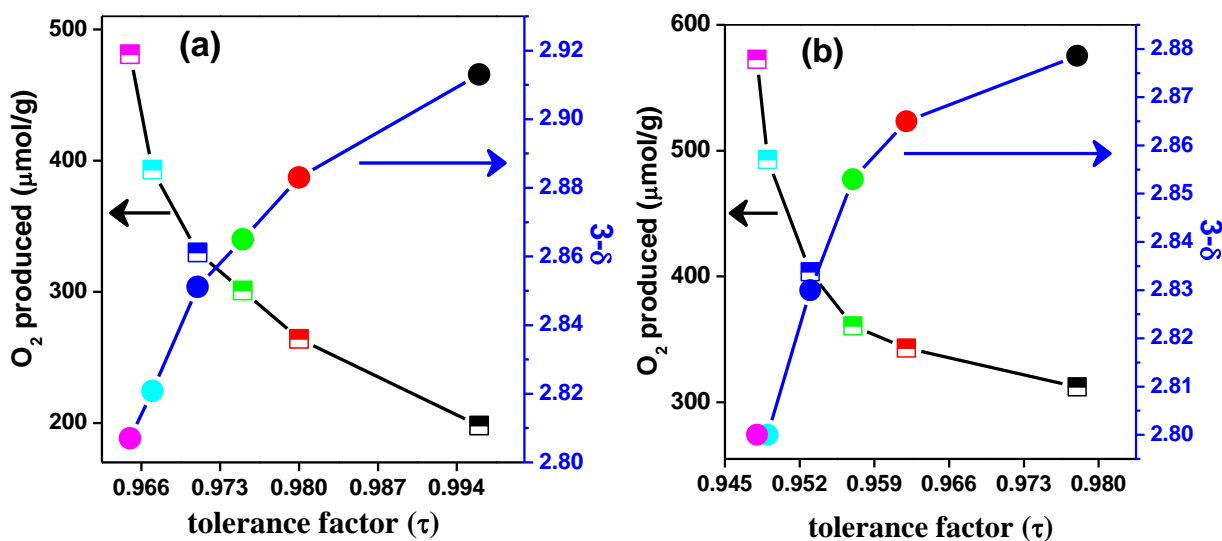 (a)
O₂ produced (μmol/g)
500
400
300
200
2.92
2.90
2.88
2.86
2.85
2.84
2.82
2.80
3-δ
0.966 0.973 0.980 0.987 0.994
tolerance factor (τ)
(b)
O₂ produced (μmol/g)
600
500
400
300
2.88
2.87
2.86
2.85
2.84
2.83
2.82
2.81
2.80
3-δ
0.945 0.952 0.959 0.966 0.973 0.980
tolerance factor (τ)